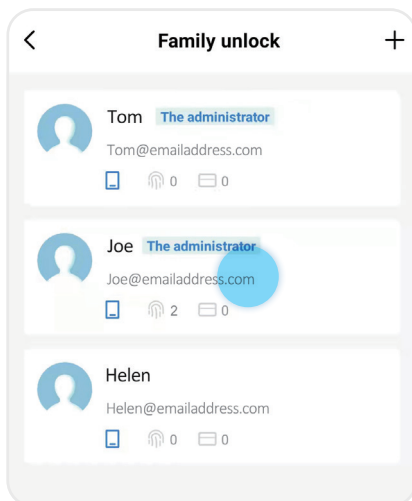 Family unlock
Tom The administrator
Tom@emailaddress.com
0 0
Joe The administrator
Joe@emailaddress.com
2 0
Helen
Helen@emailaddress.com
0 0